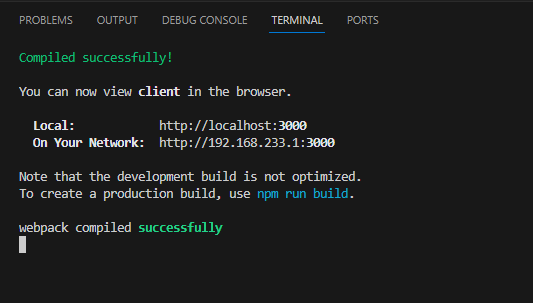 PROBLEMS OUTPUT DEBUG CONSOLE TERMINAL PORTS
Compiled successfully!
You can now view client in the browser.
Local: http://localhost:3000
On Your Network: http://192.168.233.1:3000
Note that the development build is not optimized.
To create a production build, use npm run build.
webpack compiled successfully